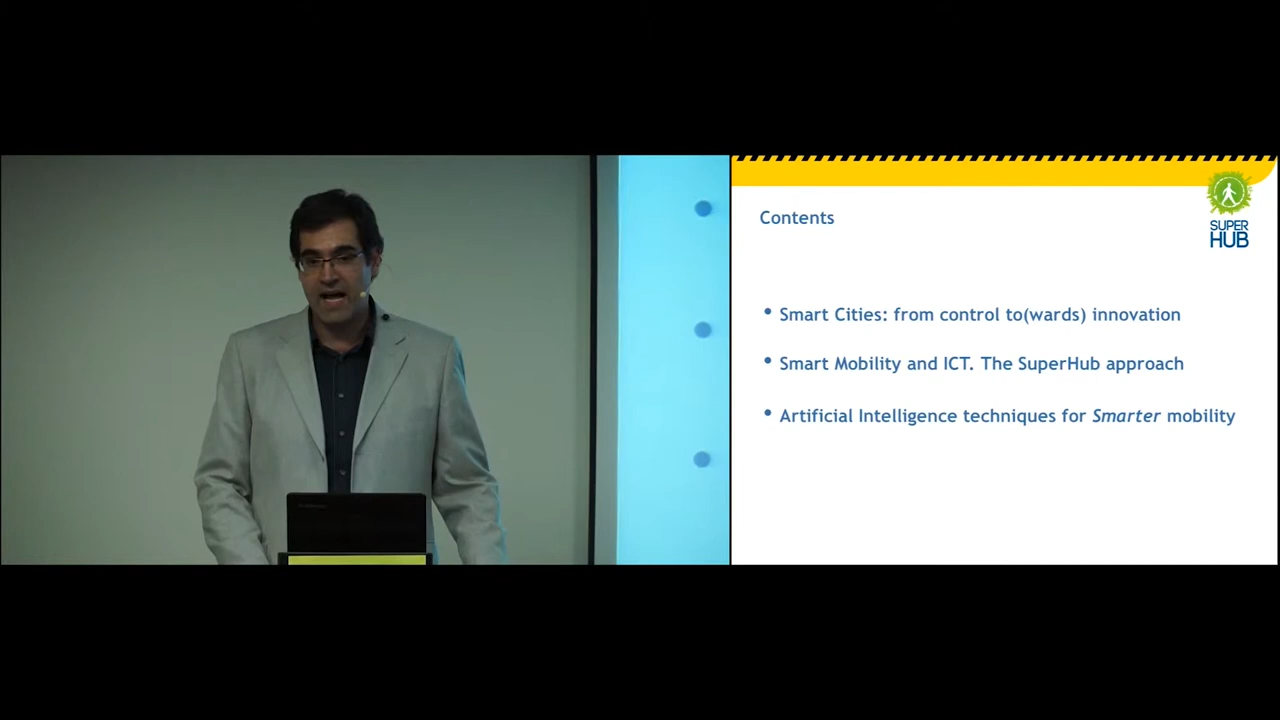 Contents
SUPER
HUB
• Smart Cities: from control to(wards) innovation
• Smart Mobility and ICT. The SuperHub approach
• Artificial Intelligence techniques for Smarter mobility